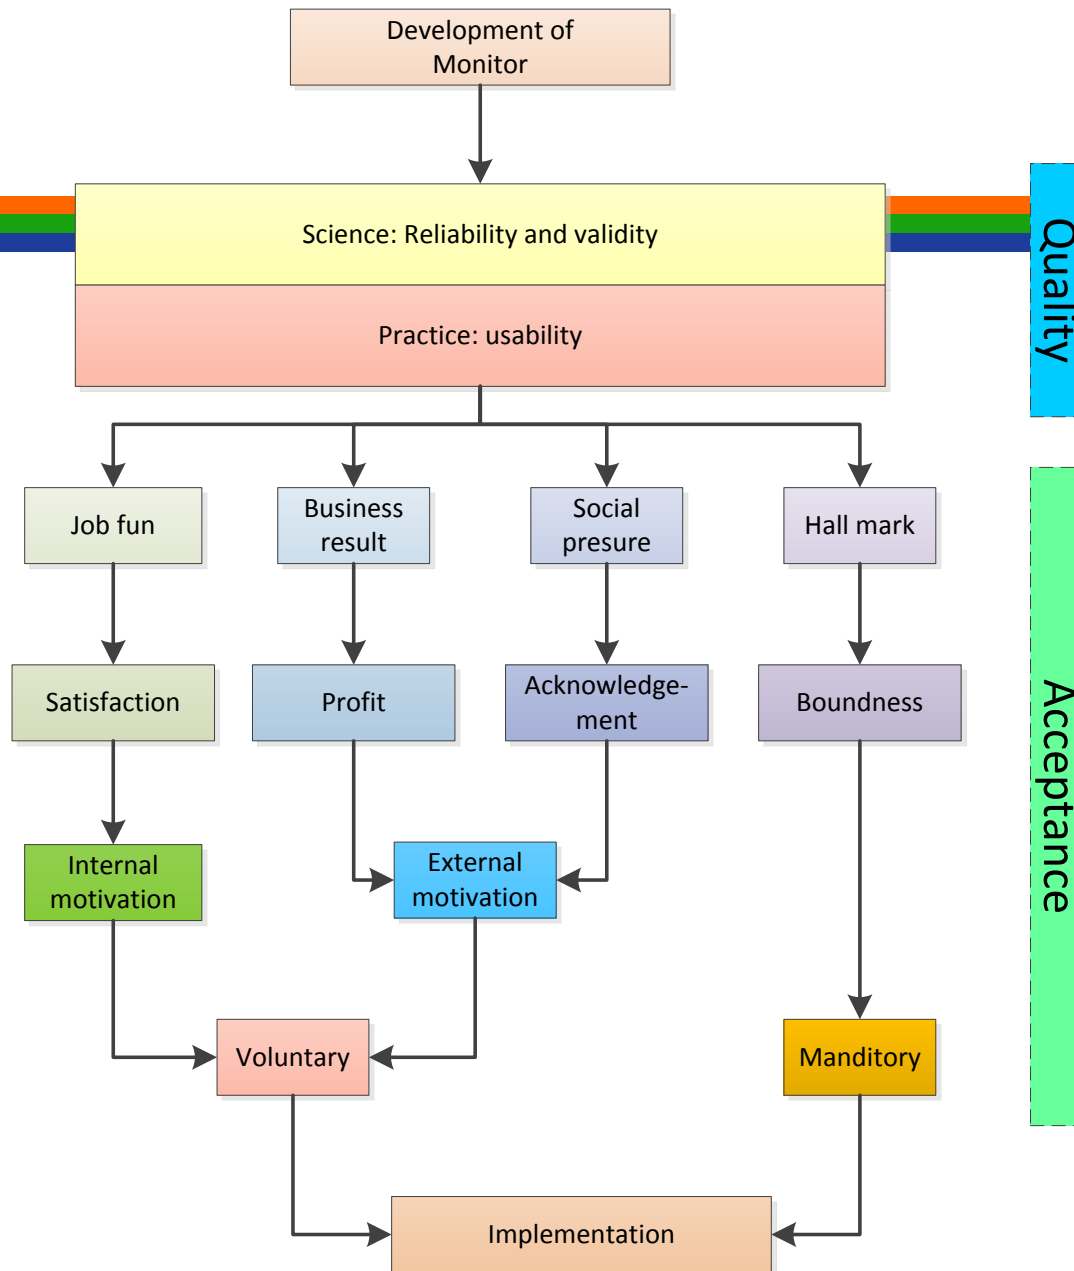 Development of
Monitor
Science: Reliability and validity
Quality
Practice: usability
Job fun
Business
result
Social
presure
Hall mark
Satisfaction
Profit
Acknowledge-
ment
Boundness
Acceptance
Internal
motivation
External
motivation
Voluntary
Manditory
Implementation